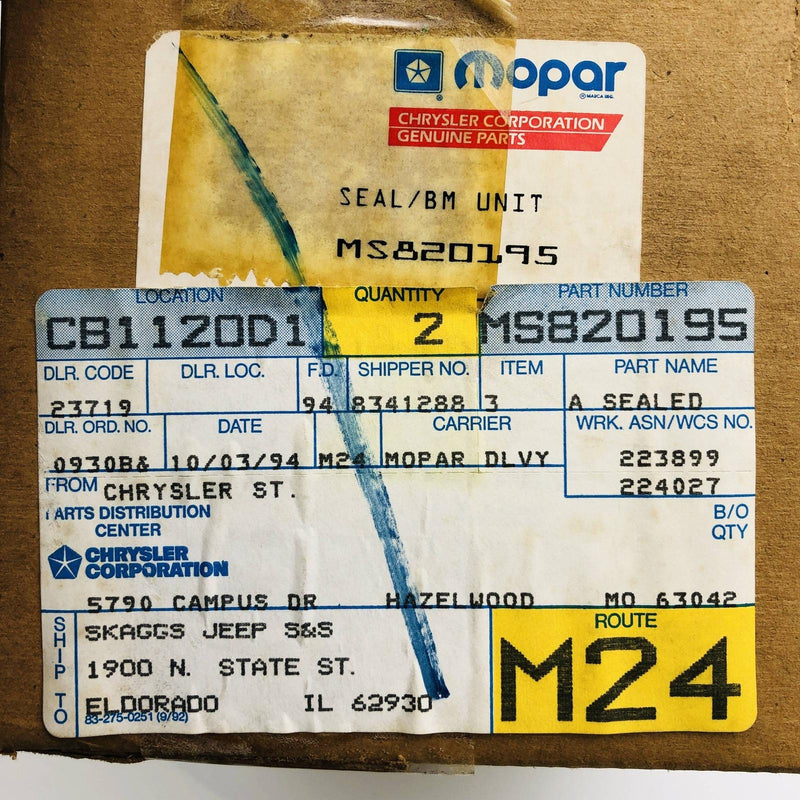 Mopar
® MARCA REG.
CHRYSLER CORPORATION
GENUINE PARTS
SEAL/BM UNIT
MS820195
LOCATION QUANTITY PART NUMBER
CB1120D1 2 MS820195
DLR. CODE DLR. LOC. F.D. SHIPPER NO. ITEM PART NAME
23719 94 8341288 3 A SEALED
DLR. ORD. NO. DATE CARRIER WRK. ASN/WCS NO.
0930B& 10/03/94 M24 MOPAR DLVY 223899
224027
FROM CHRYSLER ST.
PARTS DISTRIBUTION B/O
CENTER QTY
CHRYSLER
CORPORATION
5790 CAMPUS DR HAZELWOOD MO 63042
SHIP TO SKAGGS JEEP S&S ROUTE
1900 N. STATE ST. M24
ELDORADO IL 62930
83-275-0251 (9/92)